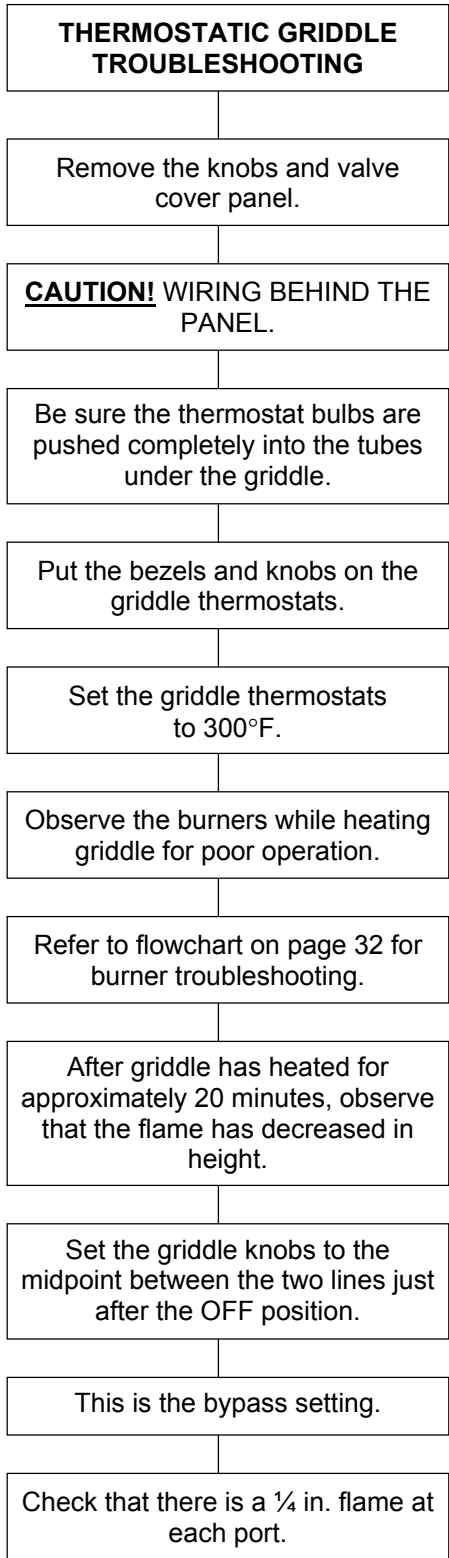 THERMOSTATIC GRIDDLE
TROUBLESHOOTING
Remove the knobs and valve
cover panel.
CAUTION! WIRING BEHIND THE
PANEL.
Be sure the thermostat bulbs are
pushed completely into the tubes
under the griddle.
Put the bezels and knobs on the
griddle thermostats.
Set the griddle thermostats
to 300°F.
Observe the burners while heating
griddle for poor operation.
Refer to flowchart on page 32 for
burner troubleshooting.
After griddle has heated for
approximately 20 minutes, observe
that the flame has decreased in
height.
Set the griddle knobs to the
midpoint between the two lines just
after the OFF position.
This is the bypass setting.
Check that there is a ¼ in. flame at
each port.